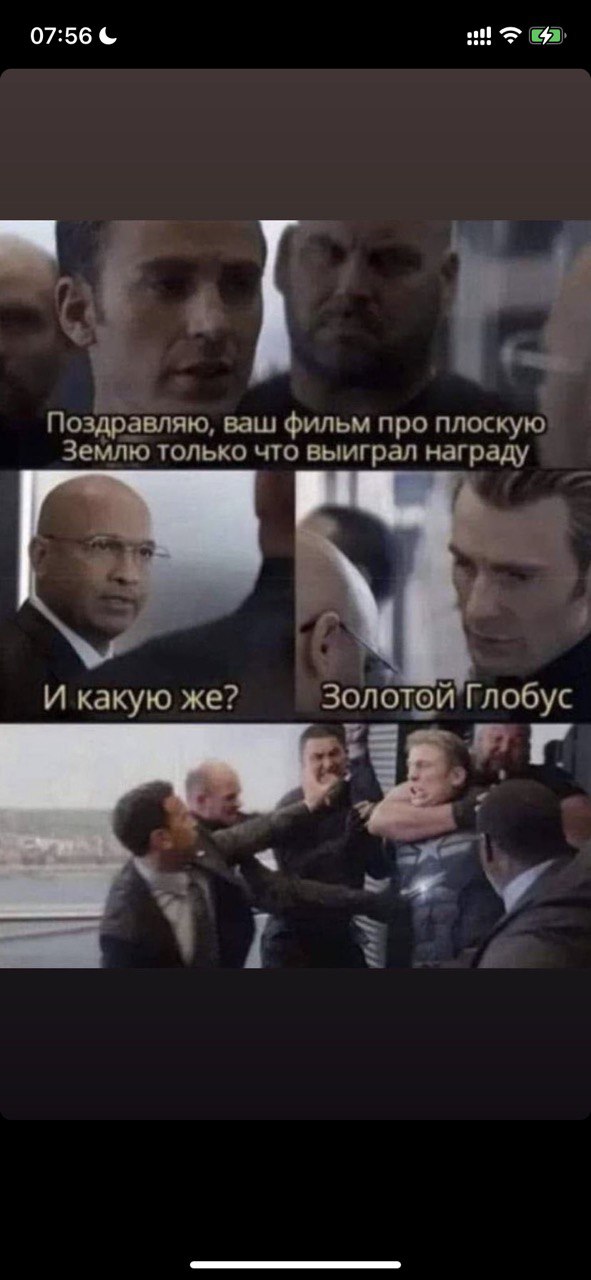 07:56
Поздравляю, ваш фильм про плоскую
Землю только что выиграл награду
И какую же?
Золотой Глобус